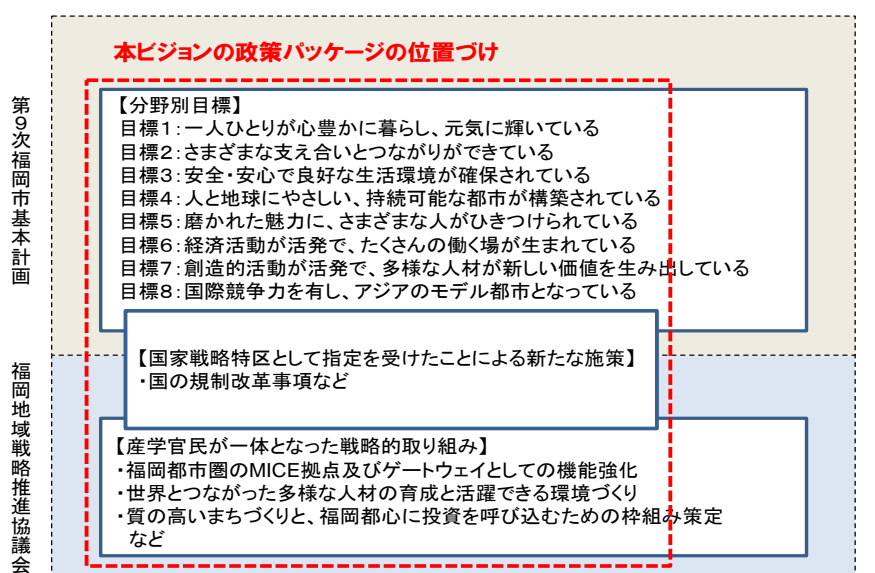 本ビジョンの政策パッケージの位置づけ
第9次福岡市基本計画
【分野別目標】
目標1:一人ひとりが心豊かに暮らし、元気に輝いている
目標2:さまざまな支え合いとつながりができている
目標3:安全・安心で良好な生活環境が確保されている
目標4:人と地球にやさしい、持続可能な都市が構築されている
目標5:磨かれた魅力に、さまざまな人がひきつけられている
目標6:経済活動が活発で、たくさんの働く場が生まれている
目標7:創造的活動が活発で、多様な人材が新しい価値を生み出している
目標8:国際競争力を有し、アジアのモデル都市となっている
【国家戦略特区として指定を受けたことによる新たな施策】
・国の規制改革事項など
福岡地域戦略推進協議会
【産学官民が一体となった戦略的取り組み】
・福岡都市圏のMICE拠点及びゲートウェイとしての機能強化
・世界とつながった多様な人材の育成と活躍できる環境づくり
・質の高いまちづくりと、福岡都心に投資を呼び込むための枠組み策定
など